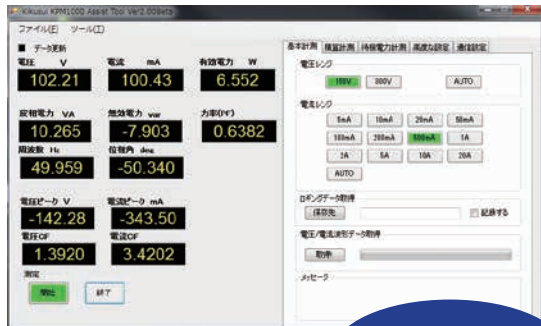 Kikusui KPM1000 Assist Tool Ver2.00Beta
ファイル(F) ツール(T)
■ データ更新
電圧 V
電流 mA
有効電力 W
102.21
100.43
6.552
皮相電力 VA
無効電力 var
力率(PF)
10.265
-7.903
0.6382
周波数 Hz
位相角 deg
49.959
-50.340
電圧ピーク V
電流ピーク mA
-142.28
-343.50
電圧CF
電流CF
1.3920
3.4202
測定
開始
終了
基本計測 積算計測 待機電力計測 高度な設定 通信設定
電圧レンジ
150V 300V AUTO
電流レンジ
5mA 10mA 20mA 50mA
100mA 200mA 500mA 1A
2A 5A 10A 20A
AUTO
ロギングデータ取得
保存先
記録する
電圧/電流波形データ取得
取得
メッセージ